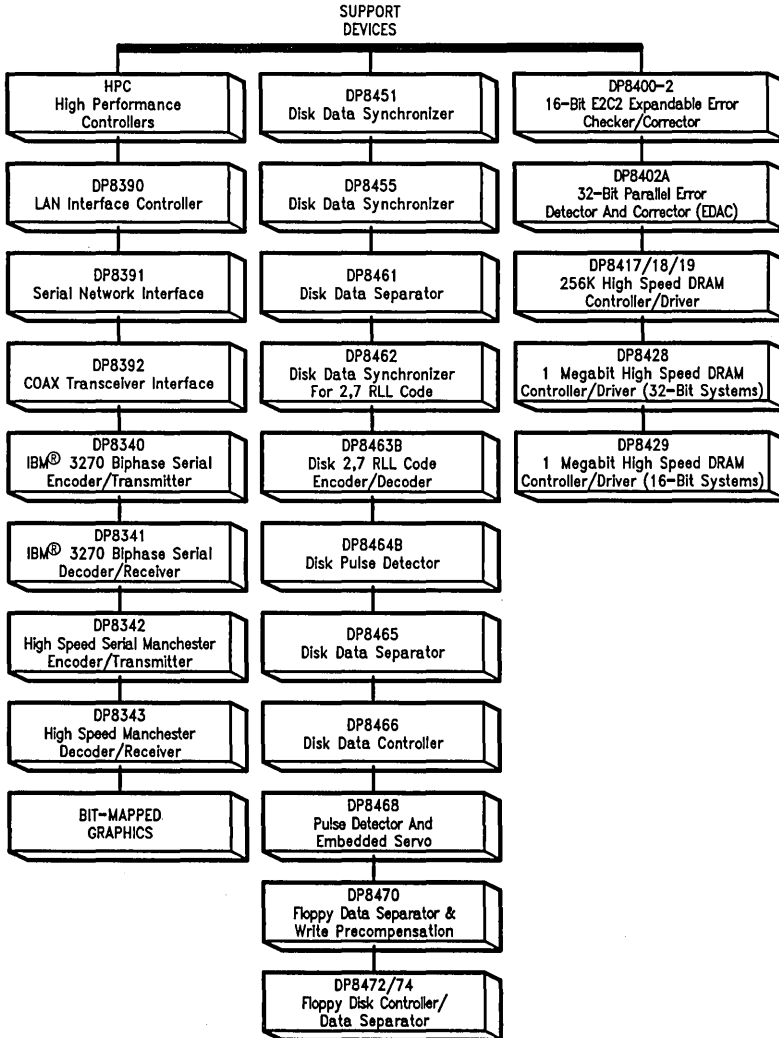 SUPPORT
DEVICES
HPC
High Performance
Controllers
DP8390
LAN Interface Controller
DP8391
Serial Network Interface
DP8392
COAX Transceiver Interface
DP8340
IBM® 3270 Biphase Serial
Encoder/Transmitter
DP8341
IBM® 3270 Biphase Serial
Decoder/Receiver
DP8342
High Speed Serial Manchester
Encoder/Transmitter
DP8343
High Speed Manchester
Decoder/Receiver
BIT-MAPPED
GRAPHICS
DP8451
Disk Data Synchronizer
DP8455
Disk Data Synchronizer
DP8461
Disk Data Separator
DP8462
Disk Data Synchronizer
For 2,7 RLL Code
DP8463B
Disk 2,7 RLL Code
Encoder/Decoder
DP8464B
Disk Pulse Detector
DP8465
Disk Data Separator
DP8466
Disk Data Controller
DP8468
Pulse Detector And
Embedded Servo
DP8470
Floppy Data Separator &
Write Precompensation
DP8472/74
Floppy Disk Controller/
Data Separator
DP8400-2
16-Bit E2C2 Expandable Error
Checker/Corrector
DP8402A
32-Bit Parallel Error
Detector And Corrector (EDAC)
DP8417/18/19
256K High Speed DRAM
Controller/Driver
DP8428
1 Megabit High Speed DRAM
Controller/Driver (32-Bit Systems)
DP8429
1 Megabit High Speed DRAM
Controller/Driver (16-Bit Systems)